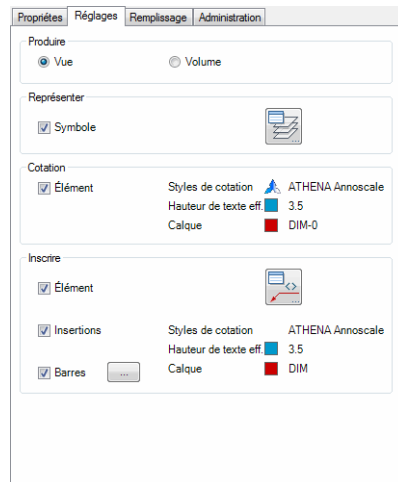 Propriétes Réglages Remplissage Administration
Produire
Vue Volume
Représenter
Symbole
...
Cotation
Élément Styles de cotation ATHENA Annoscale
Hauteur de texte eff. 3.5
Calque DIM-0
Inscrire
Élément
<>
...
Insertions Styles de cotation ATHENA Annoscale
Hauteur de texte eff. 3.5
Barres ... Calque DIM